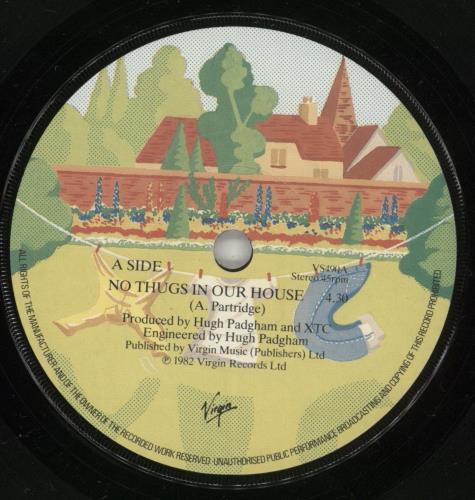 A SIDE
VS490A
Stereo 45rpm
NO THUGS IN OUR HOUSE 4.30
(A. Partridge)
Produced by Hugh Padgham and XTC
Engineered by Hugh Padgham
Published by Virgin Music (Publishers) Ltd
℗ 1982 Virgin Records Ltd
Virgin
ALL RIGHTS OF THE MANUFACTURER AND OF THE OWNER OF THE RECORDED WORK RESERVED·UNAUTHORISED PUBLIC PERFORMANCE BROADCASTING AND COPYING OF THIS RECORD PROHIBITED